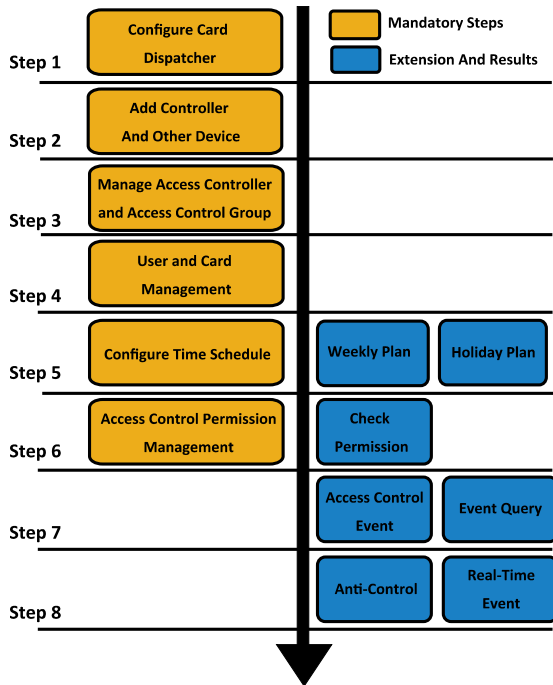 Mandatory Steps
Extension And Results
Step 1
Configure Card
Dispatcher
Step 2
Add Controller
And Other Device
Step 3
Manage Access Controller
and Access Control Group
Step 4
User and Card
Management
Step 5
Configure Time Schedule
Weekly Plan
Holiday Plan
Step 6
Access Control Permission
Management
Check
Permission
Step 7
Access Control
Event
Event Query
Step 8
Anti-Control
Real-Time
Event